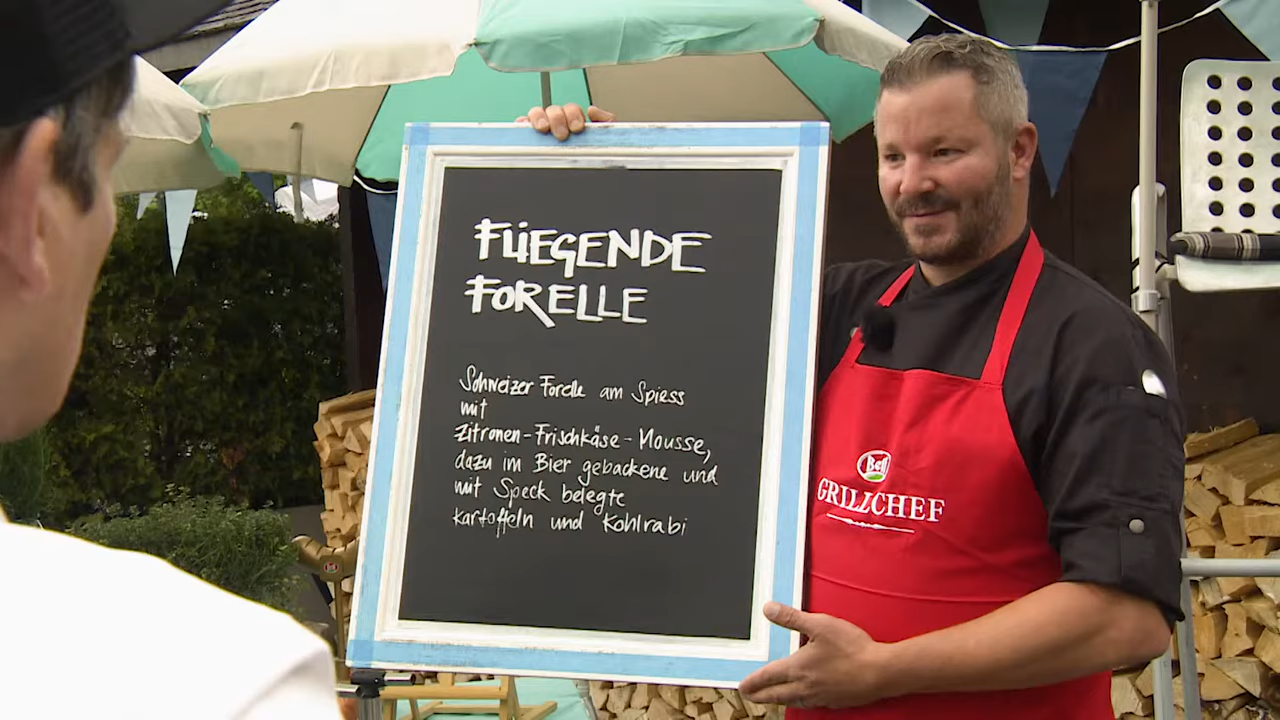 FLIEGENDE
FORELLE
Schweizer Forelle am Spiess
mit
Zitronen-Frischkäse-Mousse,
dazu im Bier gebackene und
mit Speck belegte
Kartoffeln und Kohlrabi
Bell
GRILLCHEF